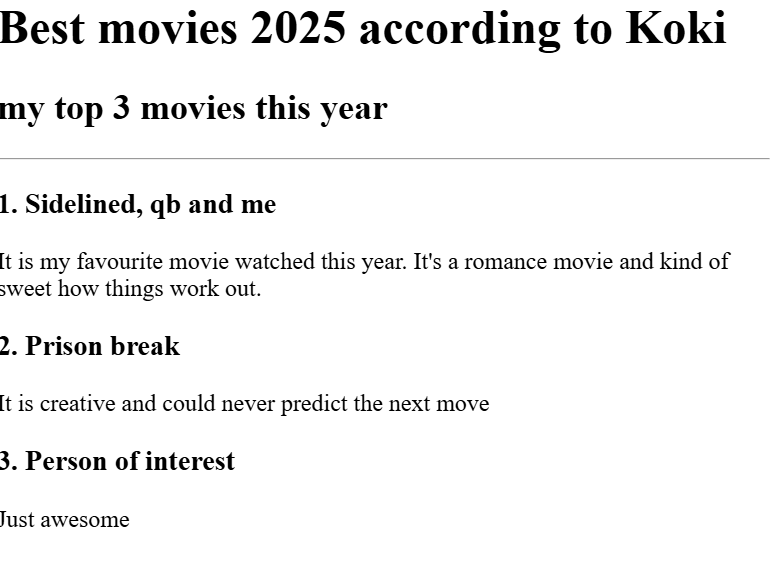 Best movies 2025 according to Koki
my top 3 movies this year
1. Sidelined, qb and me
It is my favourite movie watched this year. It's a romance movie and kind of
sweet how things work out.
2. Prison break
It is creative and could never predict the next move
3. Person of interest
Just awesome